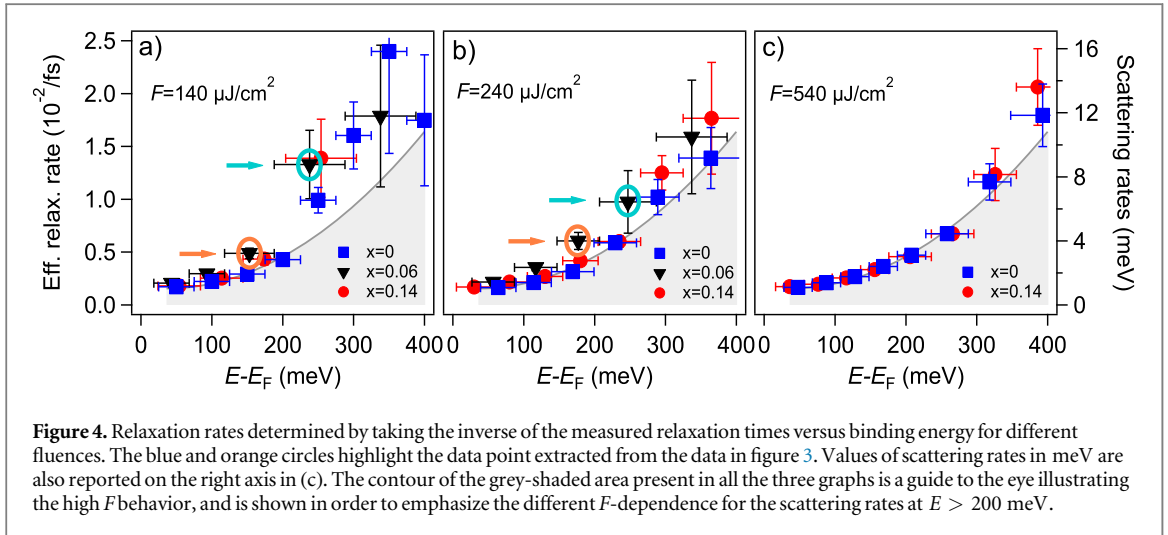 Eff. relax. rate (10⁻²/fs)
2.5
2.0
1.5
1.0
0.5
0.0
a)
F=140 μJ/cm²
x=0
x=0.06
x=0.14
0 100 200 300 400
E-E_F (meV)
b)
F=240 μJ/cm²
x=0
x=0.06
x=0.14
0 100 200 300 400
E-E_F (meV)
c)
F=540 μJ/cm²
x=0
x=0.14
0 100 200 300 400
E-E_F (meV)
16
12
8
4
0
Scattering rates (meV)
Figure 4. Relaxation rates determined by taking the inverse of the measured relaxation times versus binding energy for different
fluences. The blue and orange circles highlight the data point extracted from the data in figure 3. Values of scattering rates in meV are
also reported on the right axis in (c). The contour of the grey-shaded area present in all the three graphs is a guide to the eye illustrating
the high F behavior, and is shown in order to emphasize the different F-dependence for the scattering rates at E > 200 meV.